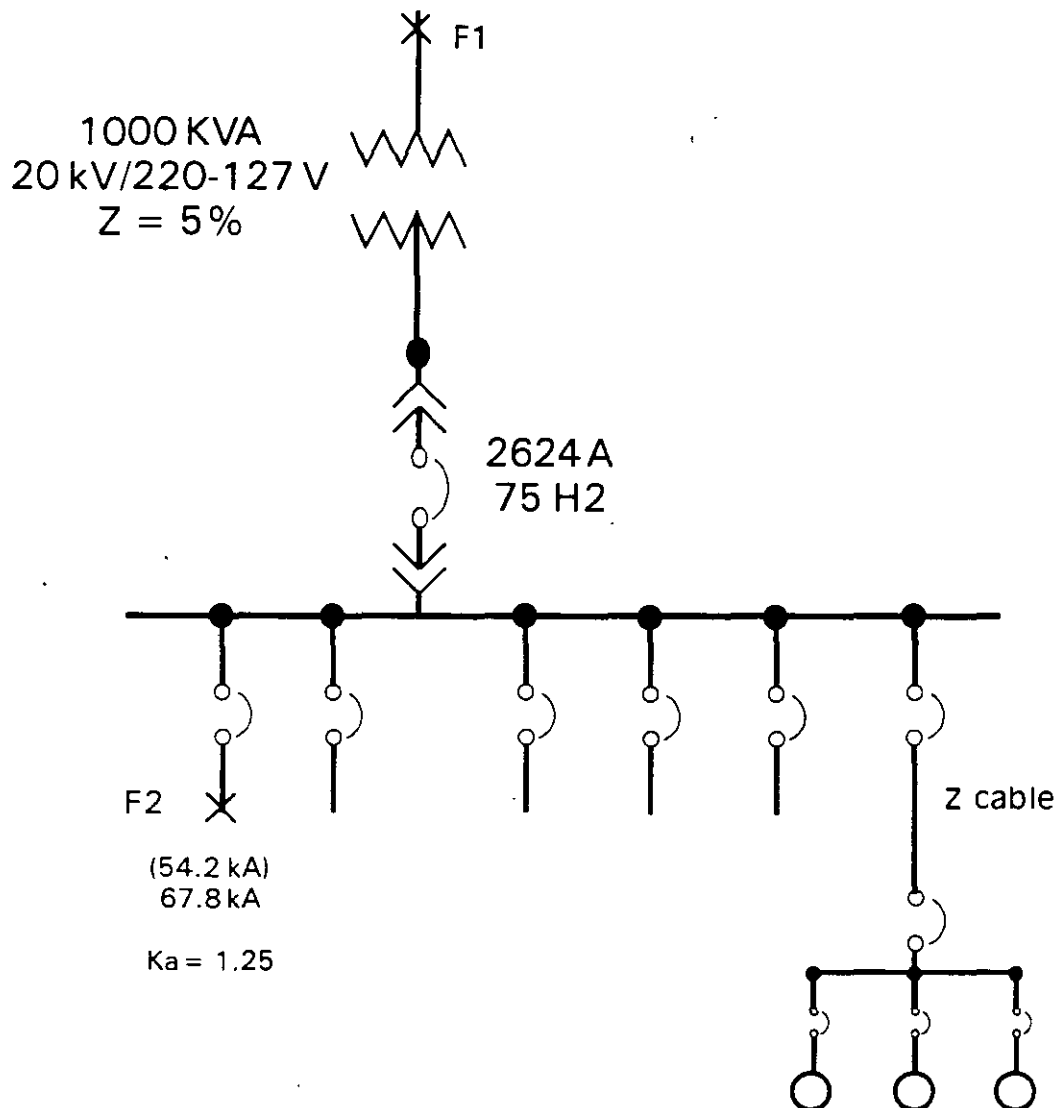 F1
1000 KVA
20 kV/220-127 V
Z = 5%
2624 A
75 H2
F2
(54.2 kA)
67.8 kA
Ka = 1.25
Z cable